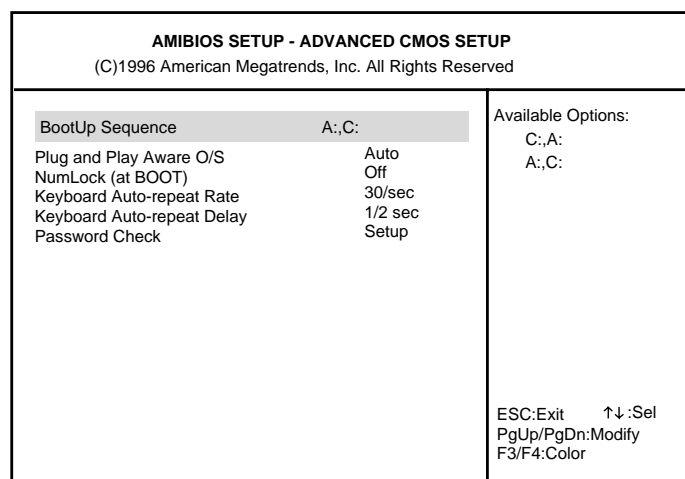 AMIBIOS SETUP - ADVANCED CMOS SETUP
(C)1996 American Megatrends, Inc. All Rights Reserved
BootUp Sequence A:,C:
Plug and Play Aware O/S Auto
NumLock (at BOOT) Off
Keyboard Auto-repeat Rate 30/sec
Keyboard Auto-repeat Delay 1/2 sec
Password Check Setup
Available Options:
C:,A:
A:,C:
ESC:Exit ↑↓:Sel
PgUp/PgDn:Modify
F3/F4:Color